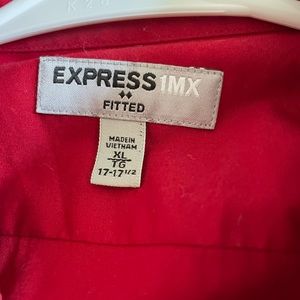 EXPRESS 1MX
FITTED
MADE IN
VIETNAM
XL
TG
17-17 1/2